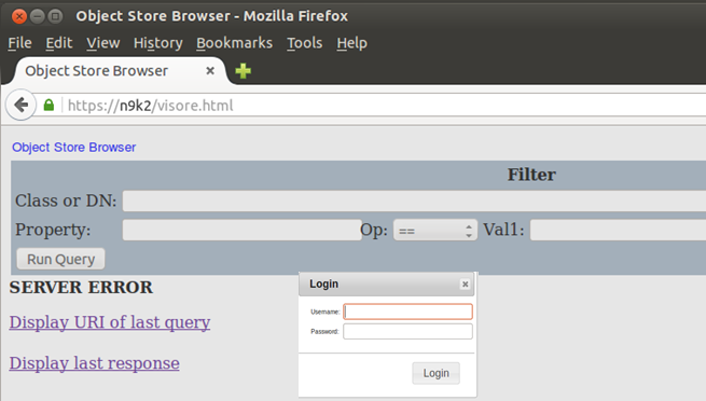 Object Store Browser - Mozilla Firefox
File Edit View History Bookmarks Tools Help
Object Store Browser
https://n9k2/visore.html
Object Store Browser
Filter
Class or DN:
Property: Op: == Val1:
Run Query
SERVER ERROR
Display URI of last query
Display last response
Login
Username:
Password:
Login